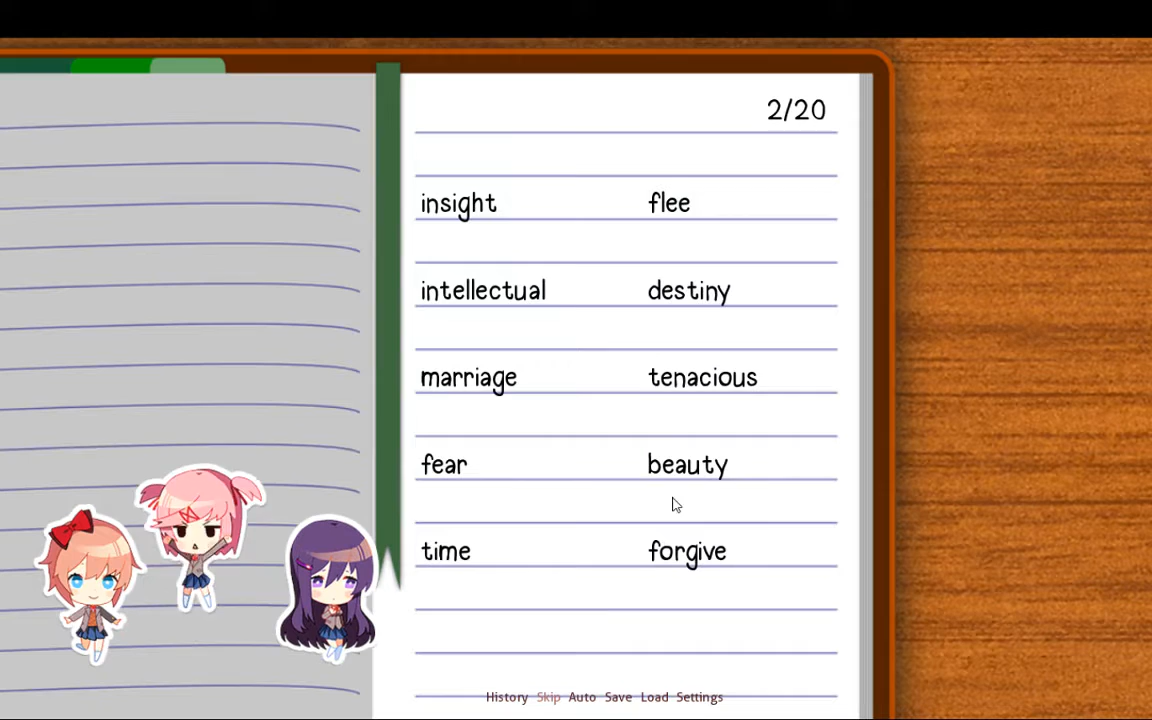 2/20
insight flee
intellectual destiny
marriage tenacious
fear beauty
time forgive
History Skip Auto Save Load Settings